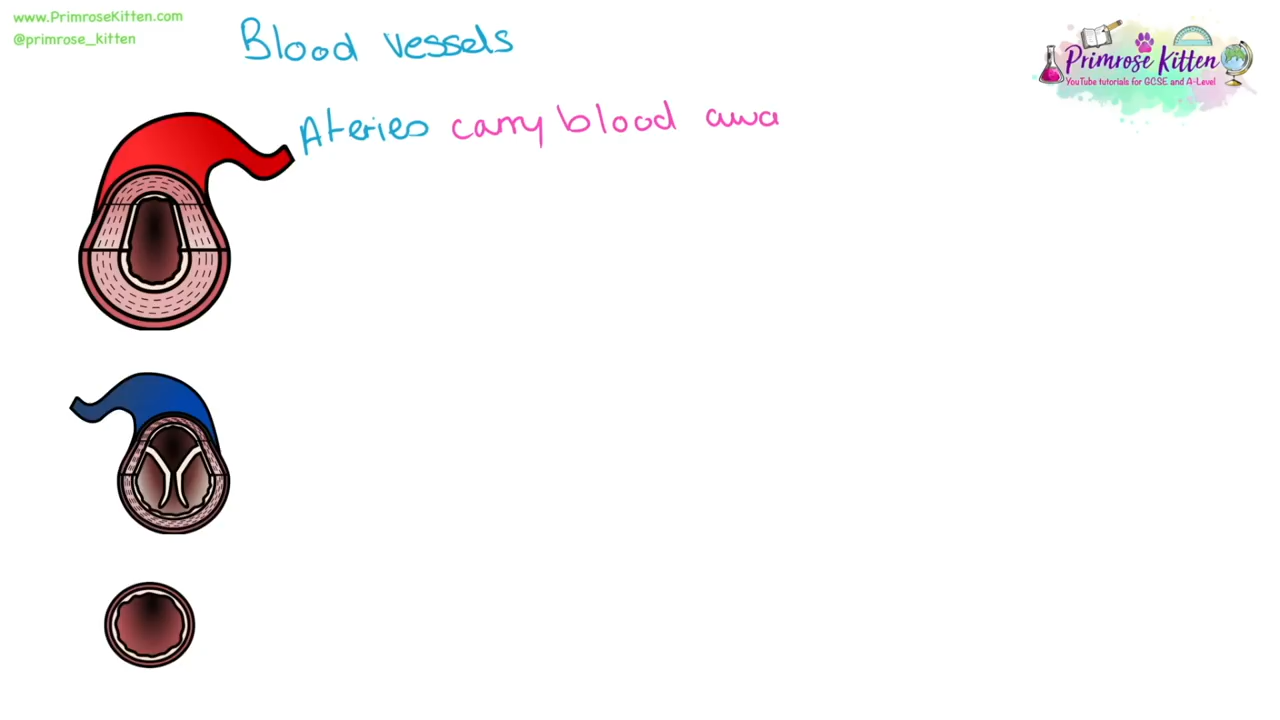 www.PrimroseKitten.com
@primrose_kitten
Blood vessels
Primrose Kitten
YouTube tutorials for GCSE and A-Level
Ateries carry blood awa